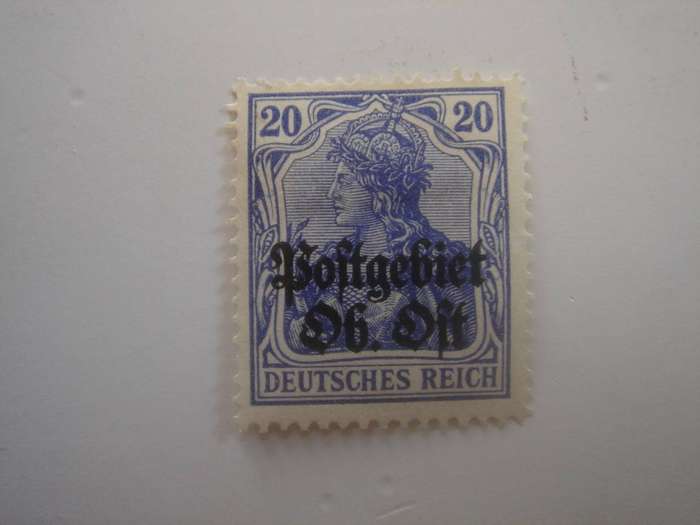 20 20
Postgebiet
Ob. Ost
DEUTSCHES REICH